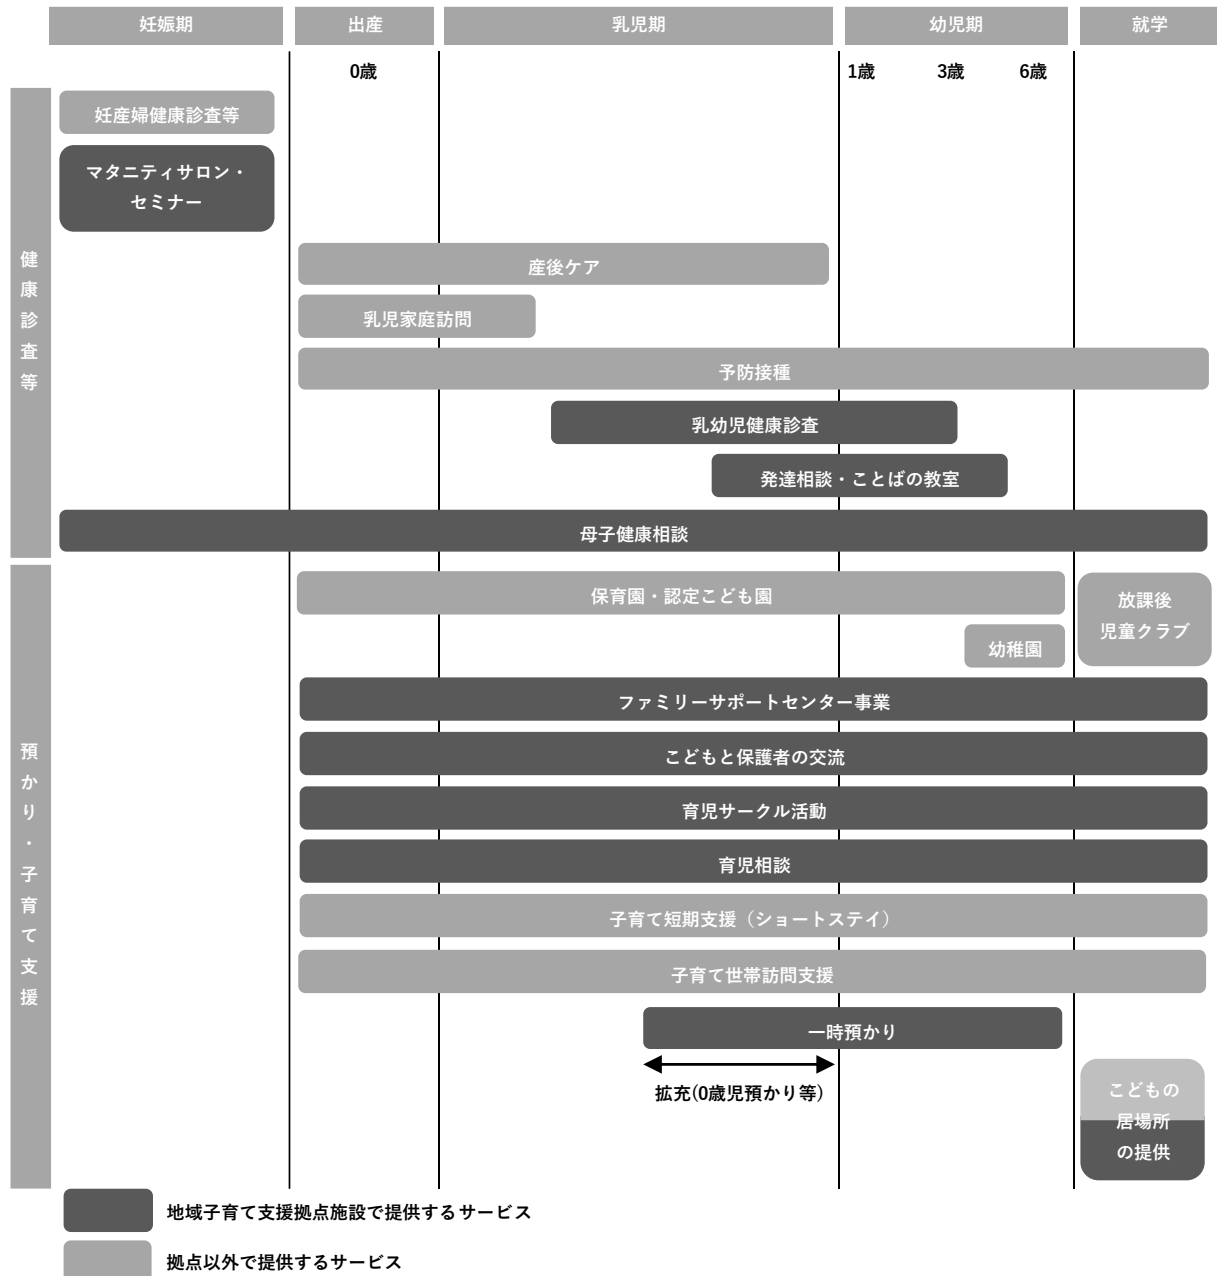 妊娠期
出産
乳児期
幼児期
就学
0歳
1歳
3歳
6歳
健康診査等
妊産婦健康診査等
マタニティサロン・
セミナー
産後ケア
乳児家庭訪問
予防接種
乳幼児健康診査
発達相談・ことばの教室
母子健康相談
預かり・子育て支援
保育園・認定こども園
放課後
児童クラブ
幼稚園
ファミリーサポートセンター事業
こどもと保護者の交流
育児サークル活動
育児相談
子育て短期支援（ショートステイ）
子育て世帯訪問支援
一時預かり
拡充(0歳児預かり等)
こどもの
居場所
の提供
地域子育て支援拠点施設で提供するサービス
拠点以外で提供するサービス